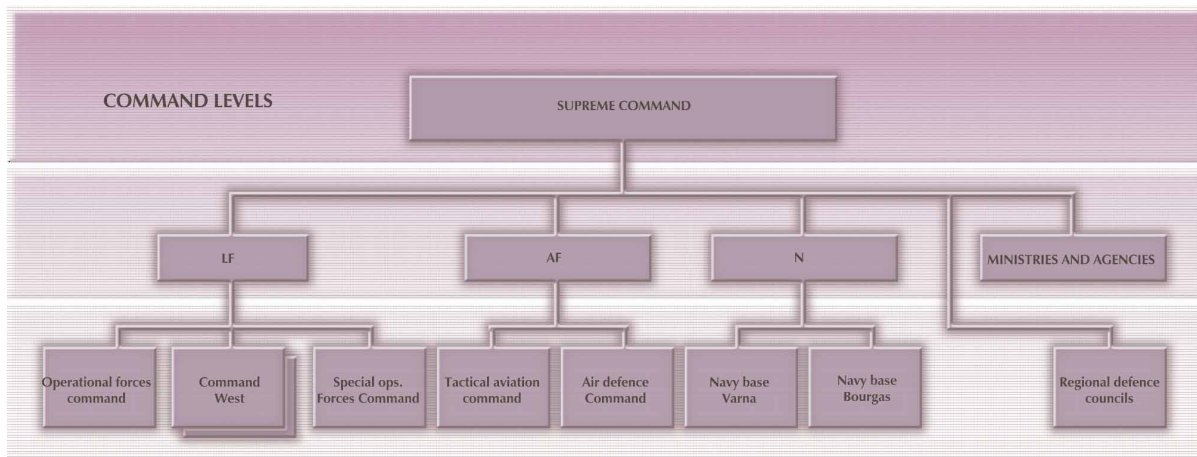 COMMAND LEVELS
SUPREME COMMAND
LF
AF
N
MINISTRIES AND AGENCIES
Operational forces
command
Command
West
Special ops.
Forces Command
Tactical aviation
command
Air defence
Command
Navy base
Varna
Navy base
Bourgas
Regional defence
councils